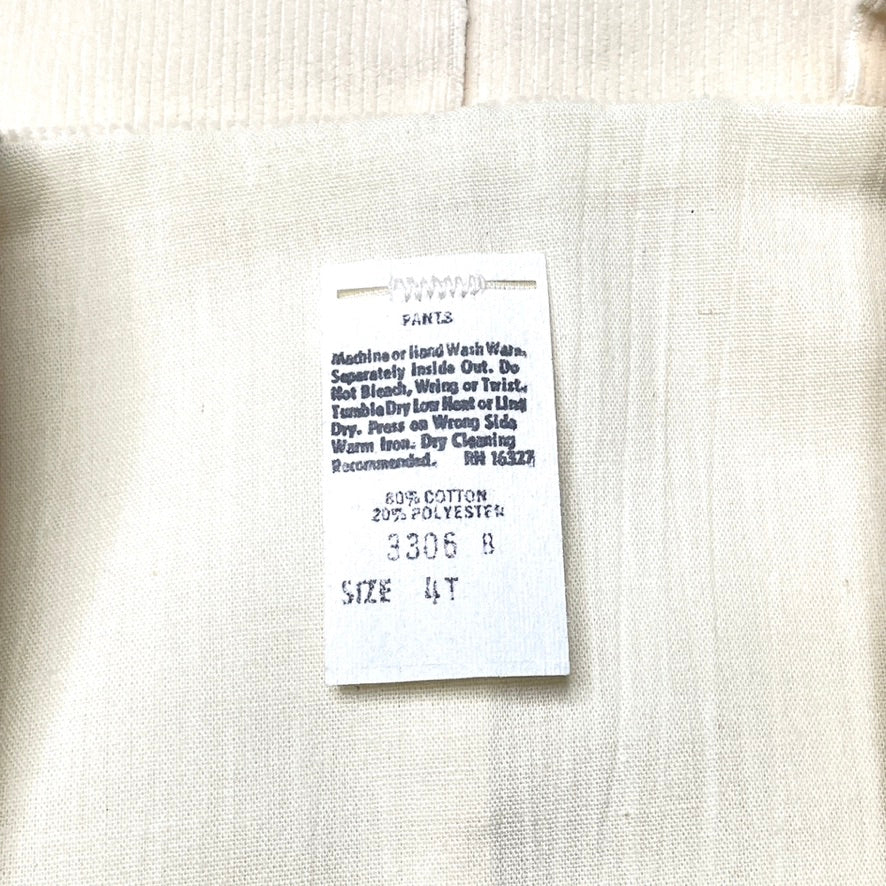 PANTS
Machine or Hand Wash Warm,
Separately Inside Out. Do
Not Bleach, Wring or Twist.
Tumble Dry Low Heat or Line
Dry. Press on Wrong Side
Warm Iron. Dry Cleaning
Recommended. RN 16327
80% COTTON
20% POLYESTER
3306 B
SIZE 4T